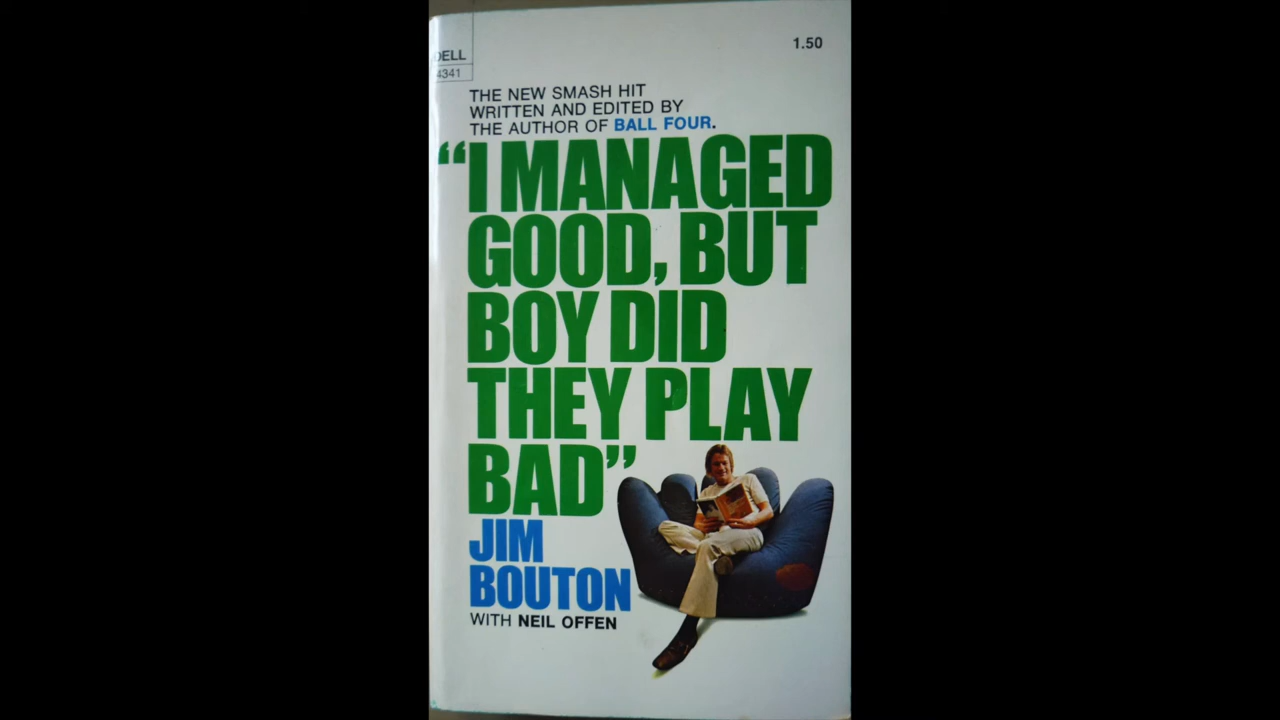 DELL
4341
1.50
THE NEW SMASH HIT
WRITTEN AND EDITED BY
THE AUTHOR OF BALL FOUR.
“I MANAGED
GOOD, BUT
BOY DID
THEY PLAY
BAD”
JIM
BOUTON
WITH NEIL OFFEN